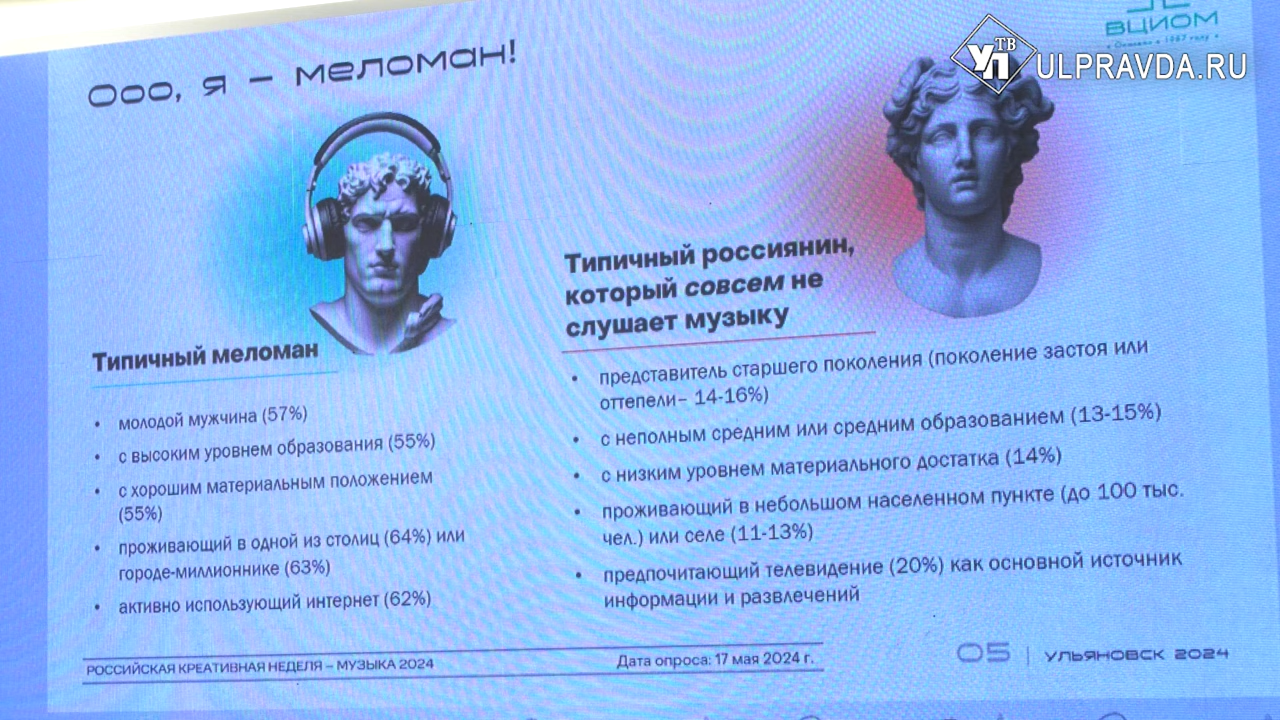 Ооо, я – меломан!
ВЦИОМ
УП ТВ
ULPRAVDA.RU
Типичный меломан
• молодой мужчина (57%)
• с высоким уровнем образования (55%)
• с хорошим материальным положением
(55%)
• проживающий в одной из столиц (64%) или
городе-миллионнике (63%)
• активно использующий интернет (62%)
Типичный россиянин,
который совсем не
слушает музыку
• представитель старшего поколения (поколение застоя или
оттепели– 14-16%)
• с неполным средним или средним образованием (13-15%)
• с низким уровнем материального достатка (14%)
• проживающий в небольшом населенном пункте (до 100 тыс.
чел.) или селе (11-13%)
• предпочитающий телевидение (20%) как основной источник
информации и развлечений
РОССИЙСКАЯ КРЕАТИВНАЯ НЕДЕЛЯ – МУЗЫКА 2024
Дата опроса: 17 мая 2024 г.
05 | УЛЬЯНОВСК 2024